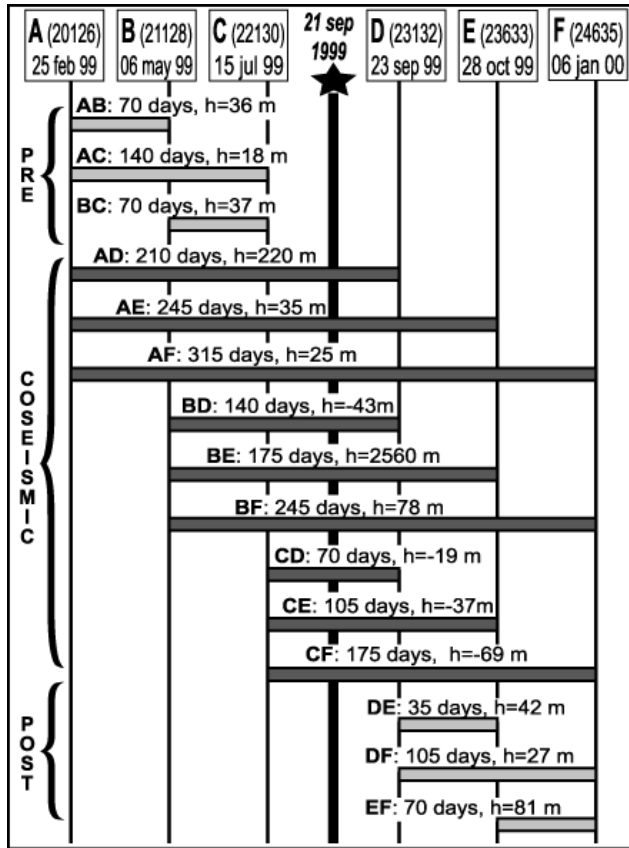 A (20126)
25 feb 99
B (21128)
06 may 99
C (22130)
15 jul 99
21 sep
1999
D (23132)
23 sep 99
E (23633)
28 oct 99
F (24635)
06 jan 00
PRE
AB: 70 days, h=36 m
AC: 140 days, h=18 m
BC: 70 days, h=37 m
COSEISMIC
AD: 210 days, h=220 m
AE: 245 days, h=35 m
AF: 315 days, h=25 m
BD: 140 days, h=-43m
BE: 175 days, h=2560 m
BF: 245 days, h=78 m
CD: 70 days, h=-19 m
CE: 105 days, h=-37m
CF: 175 days, h=-69 m
POST
DE: 35 days, h=42 m
DF: 105 days, h=27 m
EF: 70 days, h=81 m